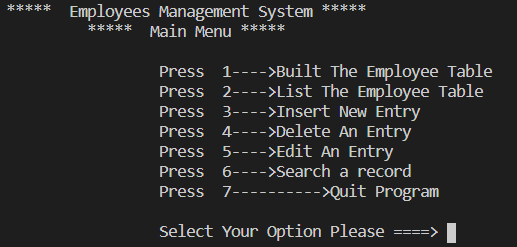 ***** Employees Management System *****
***** Main Menu *****
Press 1---->Built The Employee Table
Press 2---->List The Employee Table
Press 3---->Insert New Entry
Press 4---->Delete An Entry
Press 5---->Edit An Entry
Press 6---->Search a record
Press 7---------->Quit Program
Select Your Option Please ====>